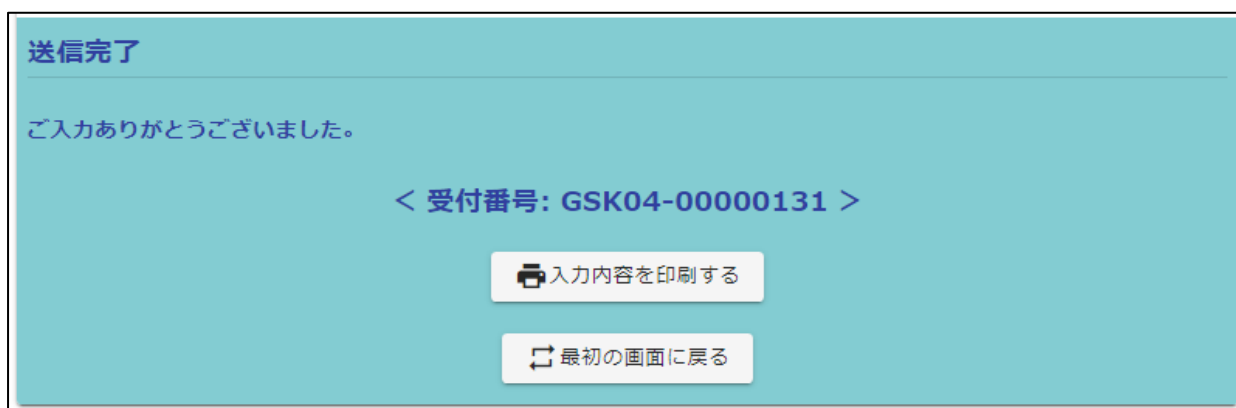 送信完了
ご入力ありがとうございました。
＜ 受付番号: GSK04-00000131 ＞
入力内容を印刷する
最初の画面に戻る